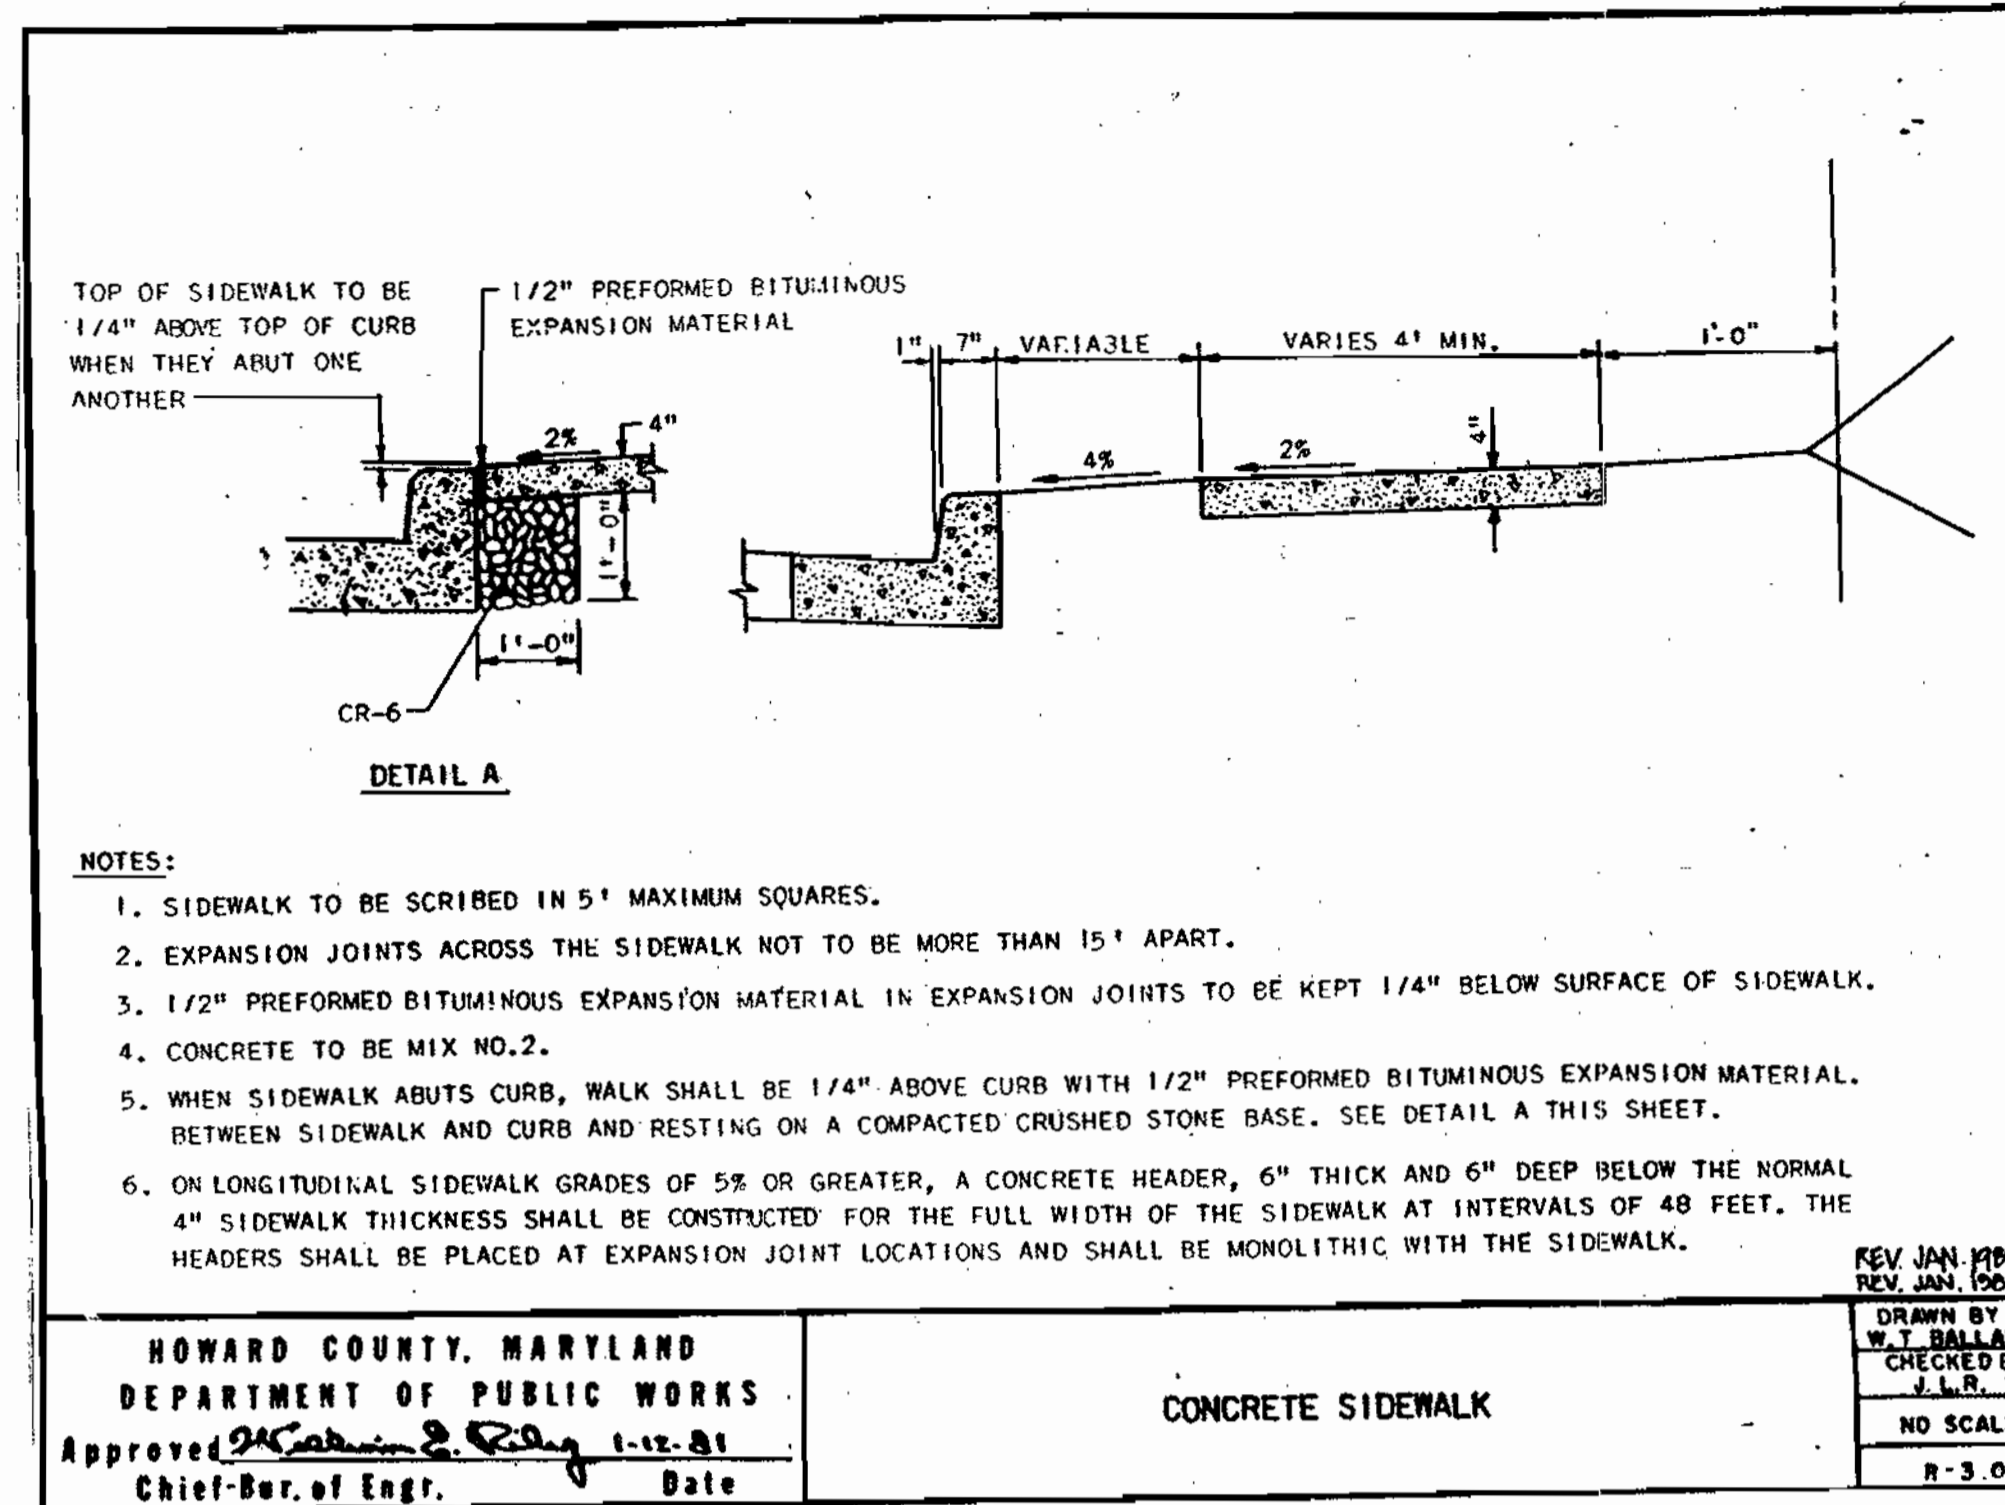 TOP OF SIDEWALK TO BE
1/4" ABOVE TOP OF CURB
WHEN THEY ABUT ONE
ANOTHER
1/2" PREFORMED BITUMINOUS
EXPANSION MATERIAL
2%
4"
1'-0"
1'-0"
CR-6
DETAIL A
1"
7"
VARIABLE
VARIES 4' MIN.
1'-0"
4%
2%
4"
NOTES:
1. SIDEWALK TO BE SCRIBED IN 5' MAXIMUM SQUARES.
2. EXPANSION JOINTS ACROSS THE SIDEWALK NOT TO BE MORE THAN 15' APART.
3. 1/2" PREFORMED BITUMINOUS EXPANSION MATERIAL IN EXPANSION JOINTS TO BE KEPT 1/4" BELOW SURFACE OF SIDEWALK.
4. CONCRETE TO BE MIX NO.2.
5. WHEN SIDEWALK ABUTS CURB, WALK SHALL BE 1/4" ABOVE CURB WITH 1/2" PREFORMED BITUMINOUS EXPANSION MATERIAL.
BETWEEN SIDEWALK AND CURB AND RESTING ON A COMPACTED CRUSHED STONE BASE. SEE DETAIL A THIS SHEET.
6. ON LONGITUDINAL SIDEWALK GRADES OF 5% OR GREATER, A CONCRETE HEADER, 6" THICK AND 6" DEEP BELOW THE NORMAL
4" SIDEWALK THICKNESS SHALL BE CONSTRUCTED FOR THE FULL WIDTH OF THE SIDEWALK AT INTERVALS OF 48 FEET. THE
HEADERS SHALL BE PLACED AT EXPANSION JOINT LOCATIONS AND SHALL BE MONOLITHIC WITH THE SIDEWALK.
REV. JAN.
REV. JAN.
HOWARD COUNTY, MARYLAND
DEPARTMENT OF PUBLIC WORKS
Approved 1-12-81
Chief-Bur. of Engr. Date
CONCRETE SIDEWALK
DRAWN BY
W.T.
CHECKED
J.L.R.
NO
R-3.0